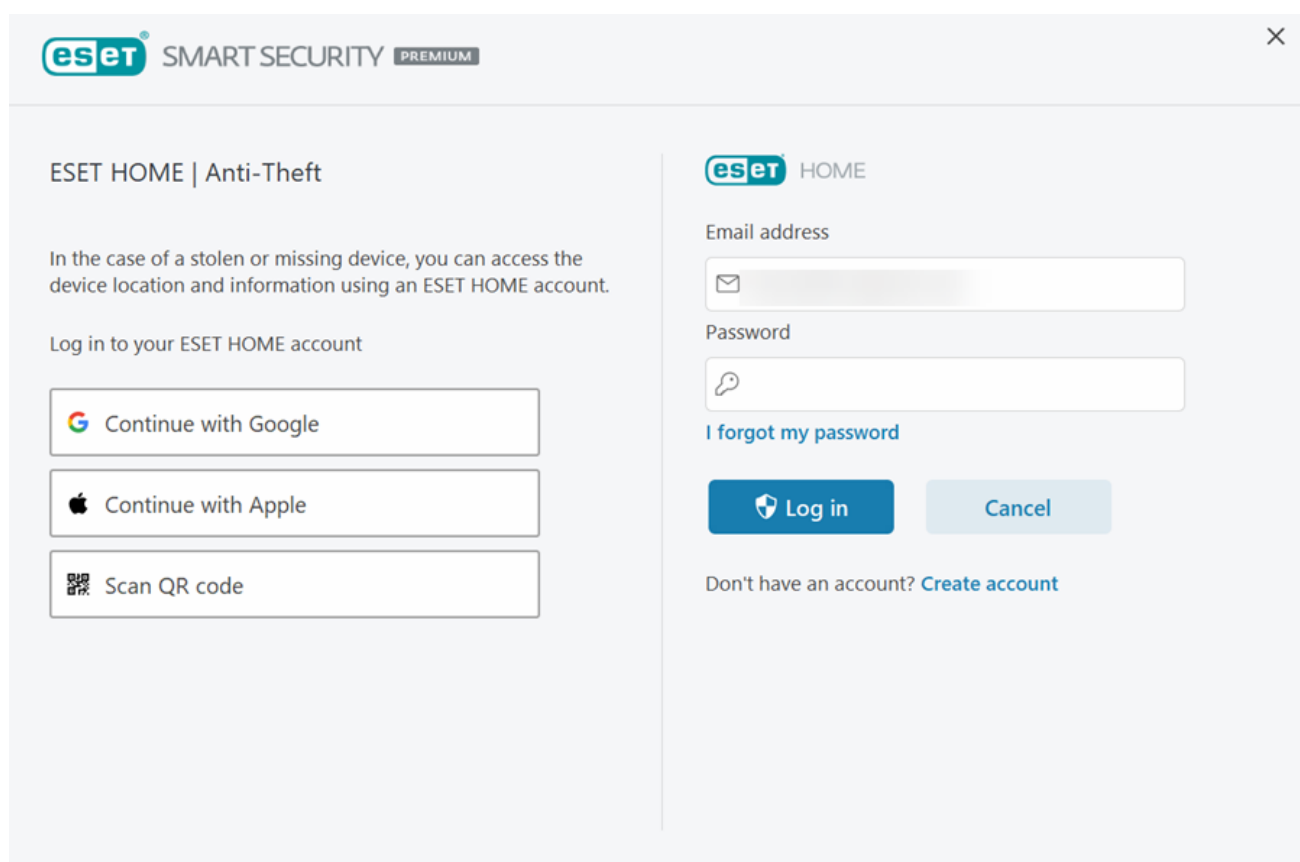 eseT® SMART SECURITY PREMIUM
ESET HOME | Anti-Theft
In the case of a stolen or missing device, you can access the
device location and information using an ESET HOME account.
Log in to your ESET HOME account
Continue with Google
Continue with Apple
Scan QR code
eseT HOME
Email address
Password
I forgot my password
Log in
Cancel
Don't have an account? Create account